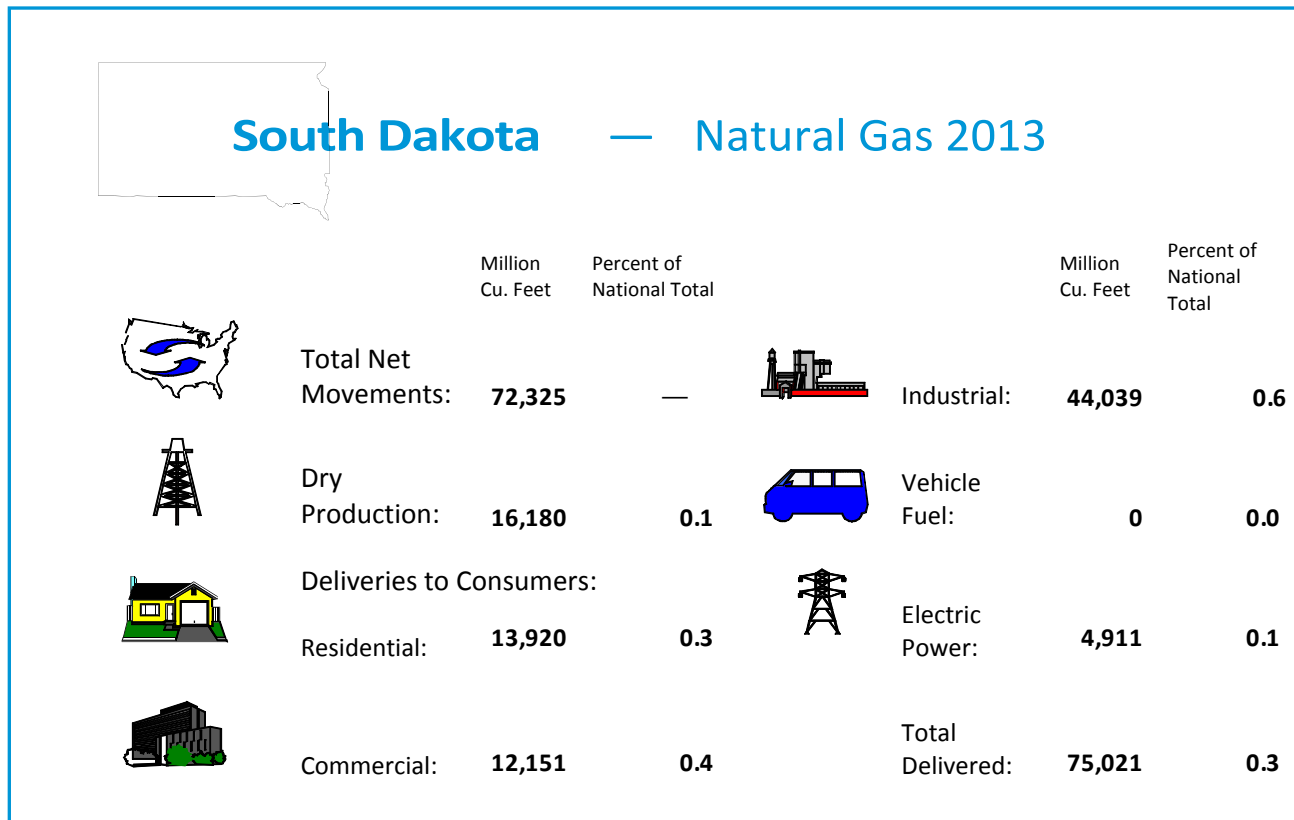 South Dakota — Natural Gas 2013
Million
Cu. Feet
Percent of
National Total
Total Net
Movements: 72,325 —
Dry
Production: 16,180 0.1
Deliveries to Consumers:
Residential: 13,920 0.3
Commercial: 12,151 0.4
Million
Cu. Feet
Percent of
National
Total
Industrial: 44,039 0.6
Vehicle
Fuel: 0 0.0
Electric
Power: 4,911 0.1
Total
Delivered: 75,021 0.3